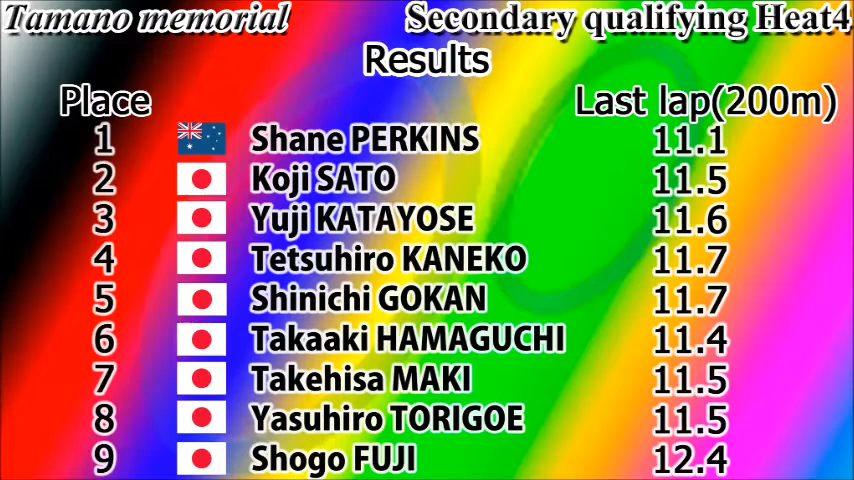 Tamano memorial Secondary qualifying Heat4
Results
Place Last lap(200m)
1 Shane PERKINS 11.1
2 Koji SATO 11.5
3 Yuji KATAYOSE 11.6
4 Tetsuhiro KANEKO 11.7
5 Shinichi GOKAN 11.7
6 Takaaki HAMAGUCHI 11.4
7 Takehisa MAKI 11.5
8 Yasuhiro TORIGOE 11.5
9 Shogo FUJI 12.4